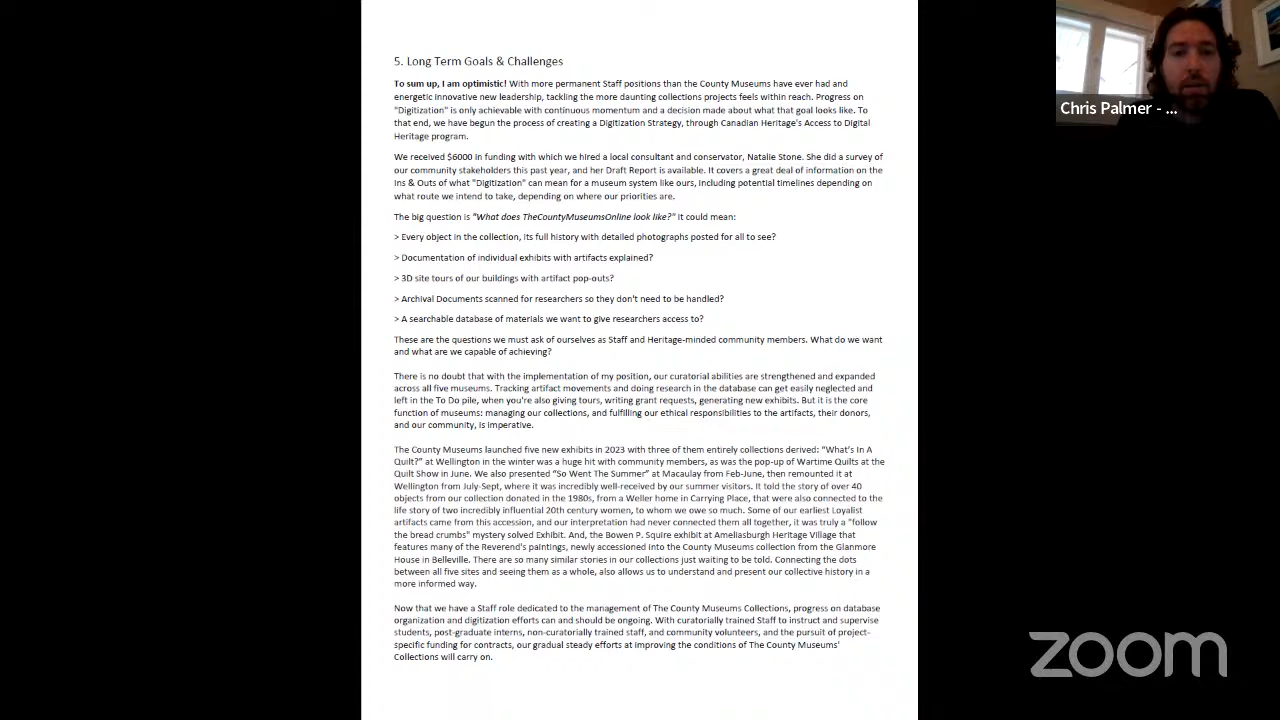 5. Long Term Goals & Challenges
To sum up, I am optimistic! With more permanent Staff positions than the County Museums have ever had and
energetic innovative new leadership, tackling the more daunting collections projects feels within reach. Progress on
"Digitization" is only achievable with continuous momentum and a decision made about what that goal looks like. To
that end, we have begun the process of creating a Digitization Strategy, through Canadian Heritage's Access to Digital
Heritage program.
We received $6000 in funding with which we hired a local consultant and conservator, Natalie Stone. She did a survey of
our community stakeholders this past year, and her Draft Report is available. It covers a great deal of information on the
Ins & Outs of what "Digitization" can mean for a museum system like ours, including potential timelines depending on
what route we intend to take, depending on where our priorities are.
The big question is "What does TheCountyMuseumsOnline look like?" It could mean:
> Every object in the collection, its full history with detailed photographs posted for all to see?
> Documentation of individual exhibits with artifacts explained?
> 3D site tours of our buildings with artifact pop-outs?
> Archival Documents scanned for researchers so they don't need to be handled?
> A searchable database of materials we want to give researchers access to?
These are the questions we must ask of ourselves as Staff and Heritage-minded community members. What do we want
and what are we capable of achieving?
There is no doubt that with the implementation of my position, our curatorial abilities are strengthened and expanded
across all five museums. Tracking artifact movements and doing research in the database can get easily neglected and
left in the To Do pile, when you're also giving tours, writing grant requests, generating new exhibits. But it is the core
function of museums: managing our collections, and fulfilling our ethical responsibilities to the artifacts, their donors,
and our community, is imperative.
The County Museums launched five new exhibits in 2023 with three of them entirely collections derived: "What's In A
Quilt?" at Wellington in the winter was a huge hit with community members, as was the pop-up of Wartime Quilts at the
Quilt Show in June. We also presented "So Went The Summer" at Macaulay from Feb-June, then remounted it at
Wellington from July-Sept, where it was incredibly well-received by our summer visitors. It told the story of over 40
objects from our collection donated in the 1980s, from a Weller home in Carrying Place, that were also connected to the
life story of two incredibly influential 20th century women, to whom we owe so much. Some of our earliest Loyalist
artifacts came from this accession, and our interpretation had never connected them all together, it was truly a "follow
the bread crumbs" mystery solved Exhibit. And, the Bowen P. Squire exhibit at Ameliasburgh Heritage Village that
features many of the Reverend's paintings, newly accessioned into the County Museums collection from the Glanmore
House in Belleville. There are so many similar stories in our collections just waiting to be told. Connecting the dots
between all five sites and seeing them as a whole, also allows us to understand and present our collective history in a
more informed way.
Now that we have a Staff role dedicated to the management of The County Museums Collections, progress on database
organization and digitization efforts can and should be ongoing. With curatorially trained Staff to instruct and supervise
students, post-graduate interns, non-curatorially trained staff, and community volunteers, and the pursuit of project-
specific funding for contracts, our gradual steady efforts at improving the conditions of The County Museums'
Collections will carry on.
Chris Palmer - ...
zoom